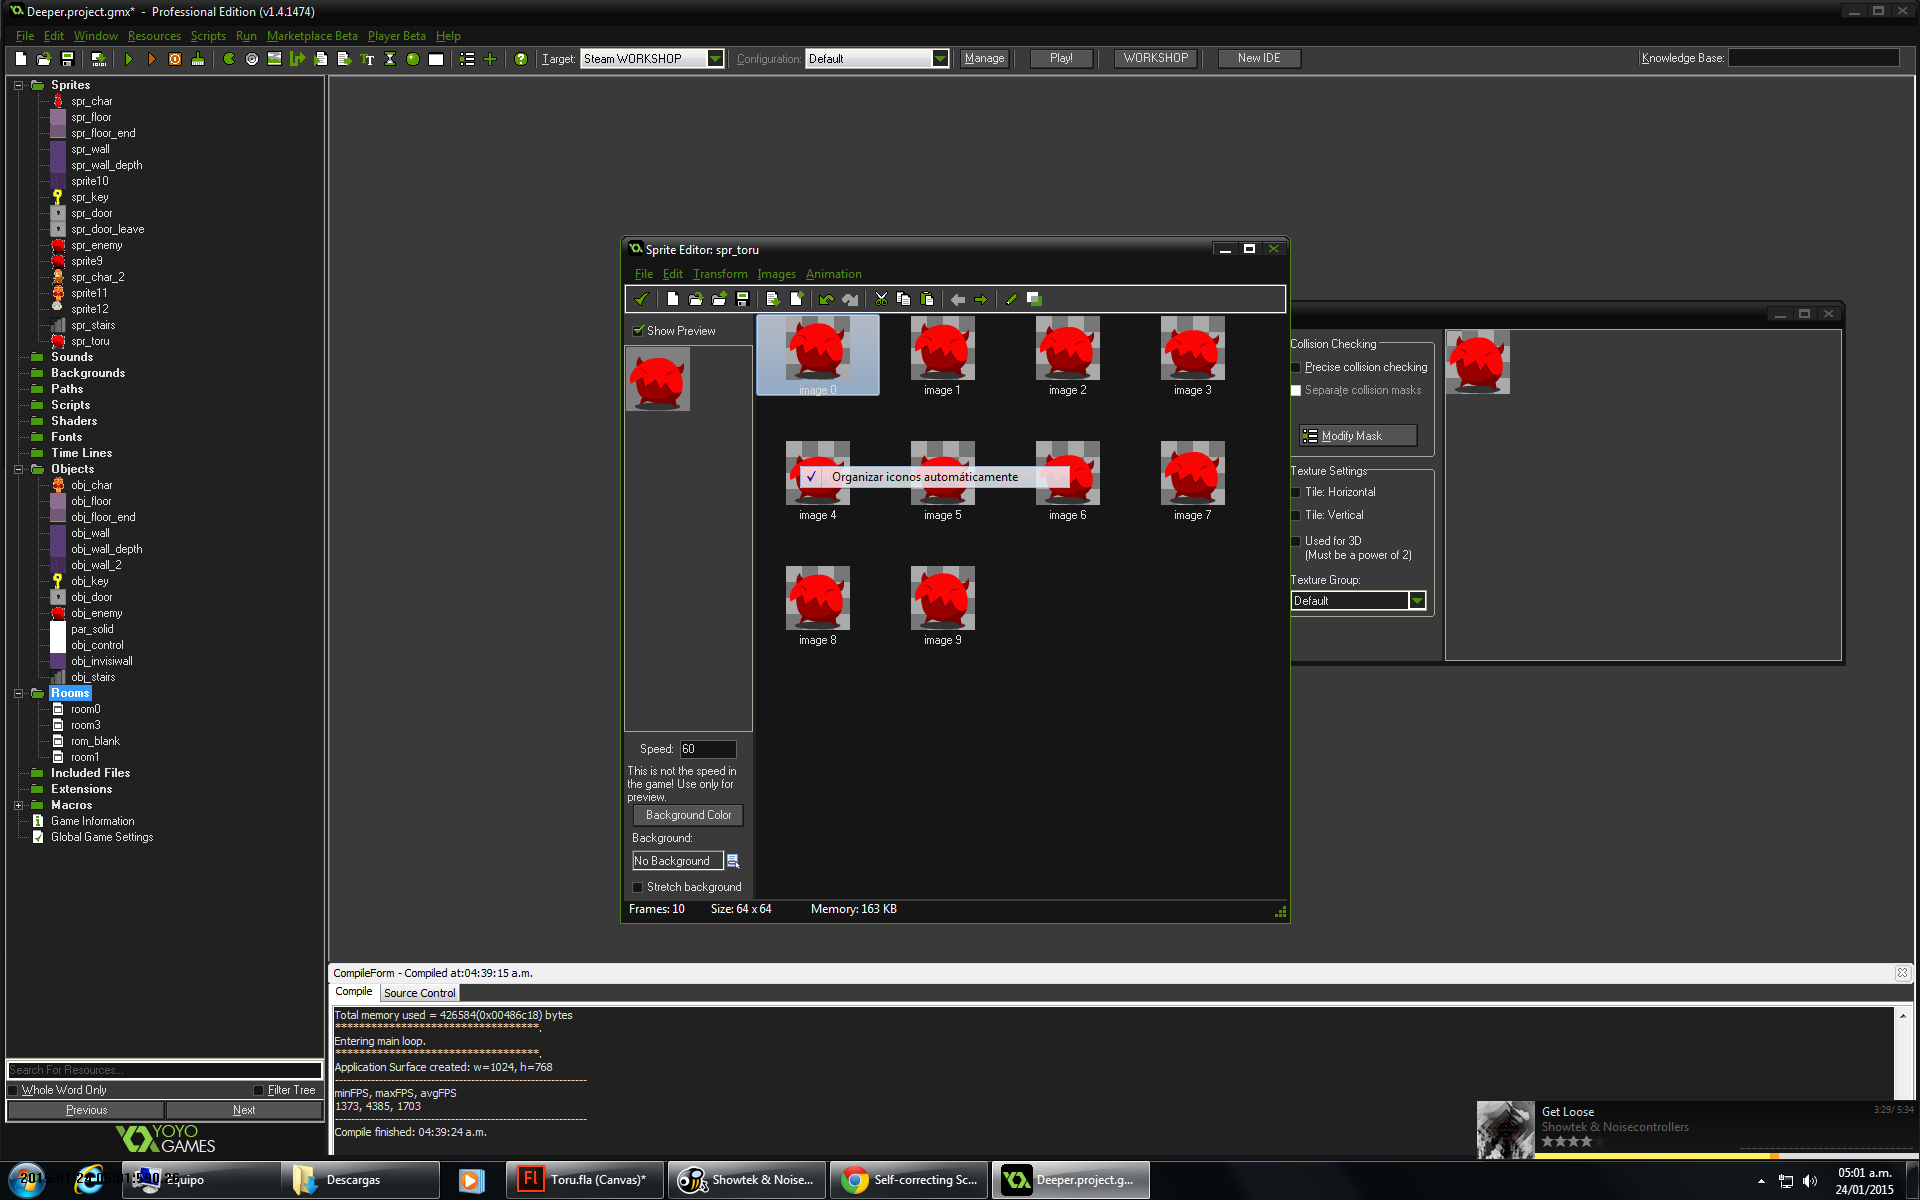 Deeper.project.gmx* - Professional Edition (v1.4.1474)
File Edit Window Resources Scripts Run Marketplace Beta Player Beta Help
Target: Steam WORKSHOP Configuration: Default Manage Play! WORKSHOP New IDE Knowledge Base:
Sprites
spr_char
spr_floor
spr_floor_end
spr_wall
spr_wall_depth
sprite10
spr_key
spr_door
spr_door_leave
spr_enemy
sprite9
spr_char_2
sprite11
sprite12
spr_stairs
spr_toru
Sounds
Backgrounds
Paths
Scripts
Shaders
Fonts
Time Lines
Objects
obj_char
obj_floor
obj_floor_end
obj_wall
obj_wall_depth
obj_wall_2
obj_key
obj_door
obj_enemy
par_solid
obj_control
obj_invisiwall
obj_stairs
Rooms
room0
room3
rom_blank
room1
Included Files
Extensions
Macros
Game Information
Global Game Settings
Search For Resources...
Whole Word Only Filter Tree
Previous Next
YOYO
GAMES
Sprite Editor: spr_toru
File Edit Transform Images Animation
Show Preview
image 0 image 1 image 2 image 3
Organizar iconos automáticamente
image 4 image 5 image 6 image 7
image 8 image 9
Speed: 60
This is not the speed in
the game! Use only for
preview.
Background Color
Background:
No Background
Stretch background
Frames: 10 Size: 64 x 64 Memory: 163 KB
Collision Checking
Precise collision checking
Separate collision masks
Modify Mask
Texture Settings
Tile: Horizontal
Tile: Vertical
Used for 3D
(Must be a power of 2)
Texture Group:
Default
CompileForm - Compiled at:04:39:15 a.m.
Compile Source Control
Total memory used = 426584(0x00486c18) bytes
***********************************.
Entering main loop.
***********************************.
Application Surface created: w=1024, h=768
minFPS, maxFPS, avgFPS
1373, 4385, 1703
Compile finished: 04:39:24 a.m.
Get Loose 3:29/ 5:34
Showtek & Noisecontrollers
Equipo Descargas Toru.fla (Canvas)* Showtek & Noise... Self-correcting Sc... Deeper.project.g...
05:01 a.m.
24/01/2015